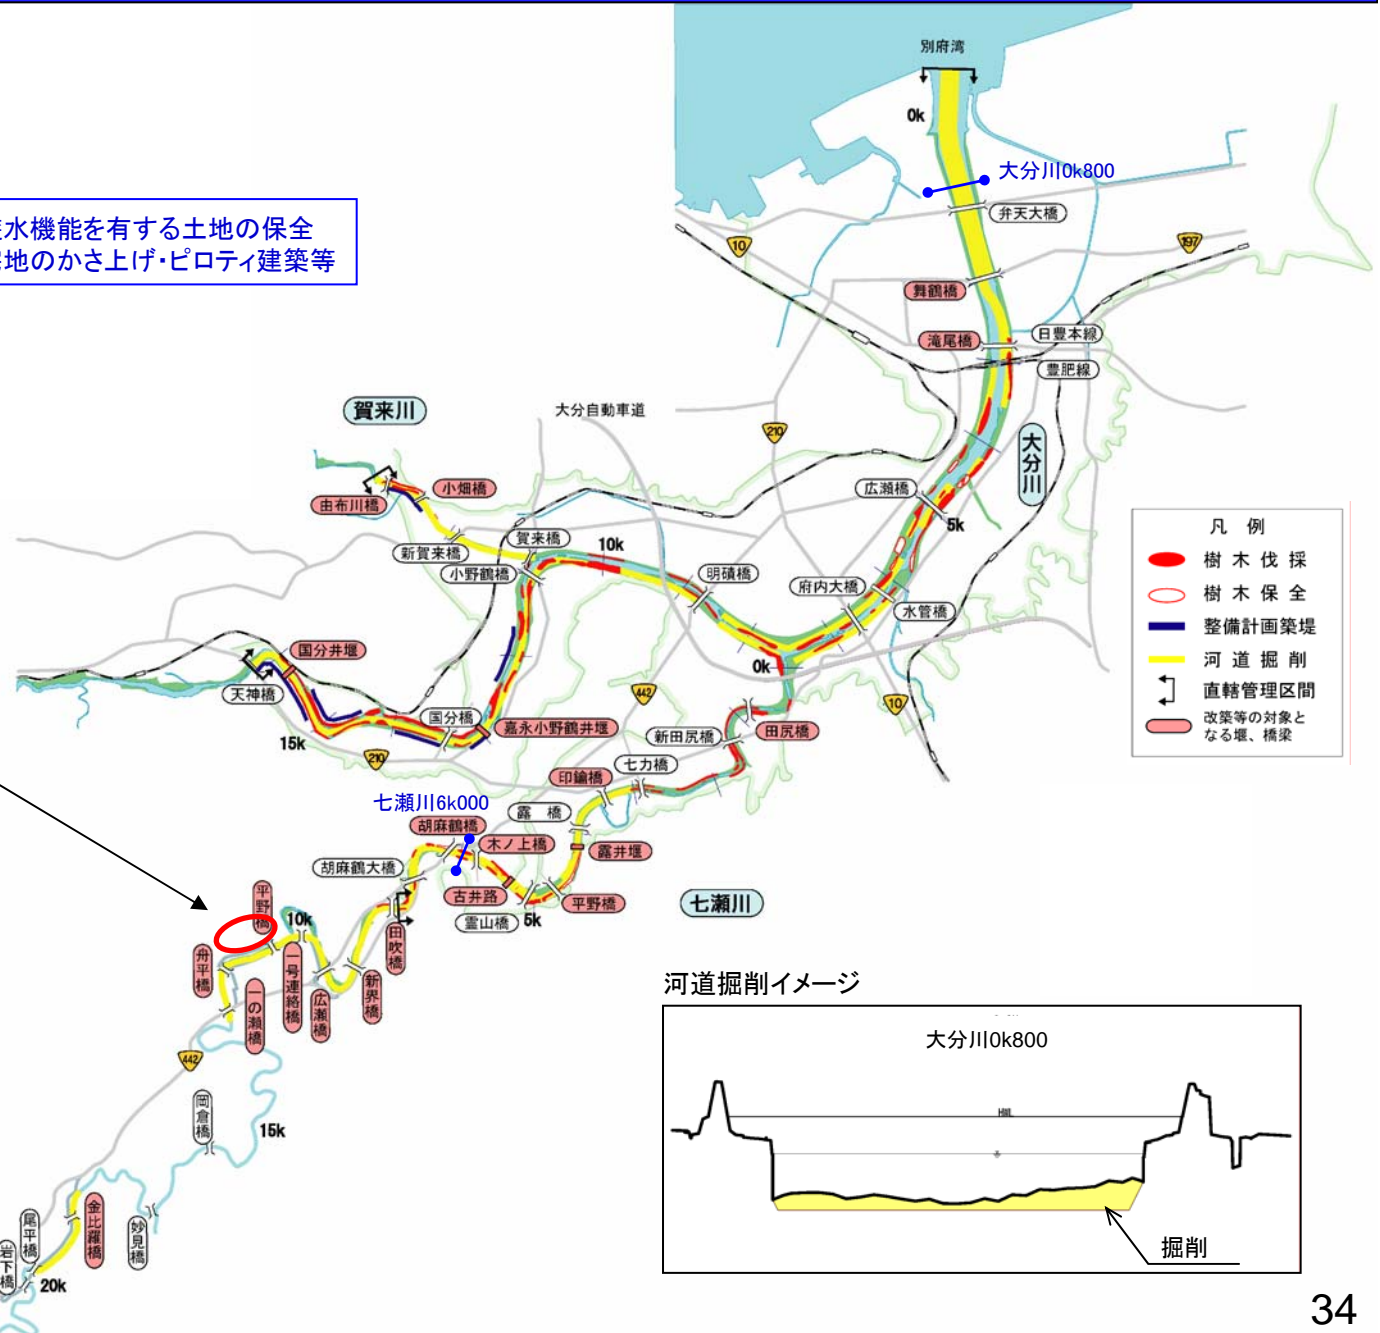 別府湾
0k
大分川0k800
弁天大橋
水機能を有する土地の保全
地のかさ上げ・ピロティ建築等
10
197
舞鶴橋
滝尾橋
日豊本線
豊肥線
賀来川
大分自動車道
210
大分川
小畑橋
由布川橋
広瀬橋
5k
新賀来橋
賀来橋
10k
小野鶴橋
明磧橋
府内大橋
水管橋
0k
国分井堰
天神橋
国分橋
嘉永小野鶴井堰
15k
210
442
10
新田尻橋
田尻橋
七力橋
印鑰橋
七瀬川6k000
露 橋
胡麻鶴橋
木ノ上橋
露井堰
胡麻鶴大橋
古井路
平野橋
霊山橋
5k
七瀬川
平野橋
10k
田吹橋
舟平橋
一号連絡橋
新界橋
広瀬橋
一の瀬橋
442
岡倉橋
15k
金比羅橋
妙見橋
尾平橋
岩下橋
20k
凡 例
樹木伐採
樹木保全
整備計画築堤
河道掘削
直轄管理区間
改築等の対象と
なる堰、橋梁
河道掘削イメージ
大分川0k800
HWL
掘削
34